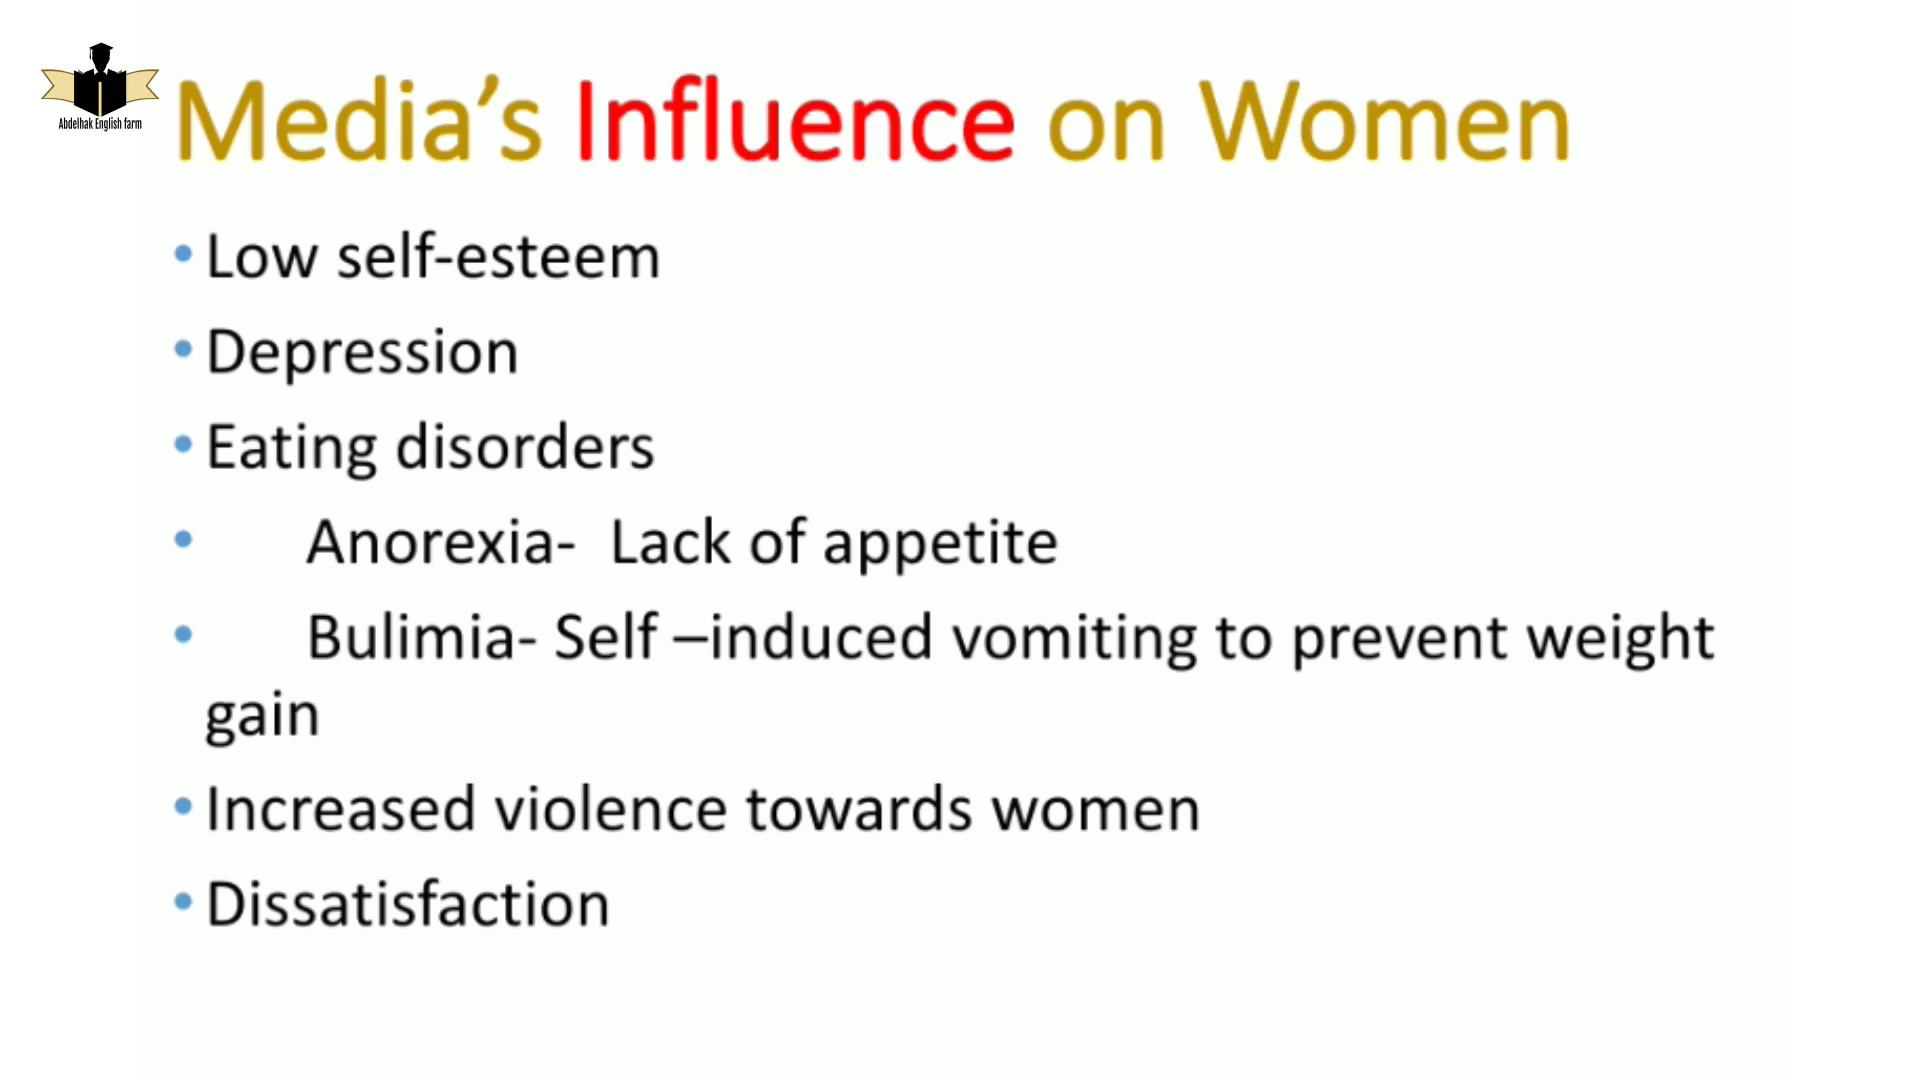 Abdelhak English farm
Media's Influence on Women
• Low self-esteem
• Depression
• Eating disorders
• Anorexia- Lack of appetite
• Bulimia- Self –induced vomiting to prevent weight
gain
• Increased violence towards women
• Dissatisfaction